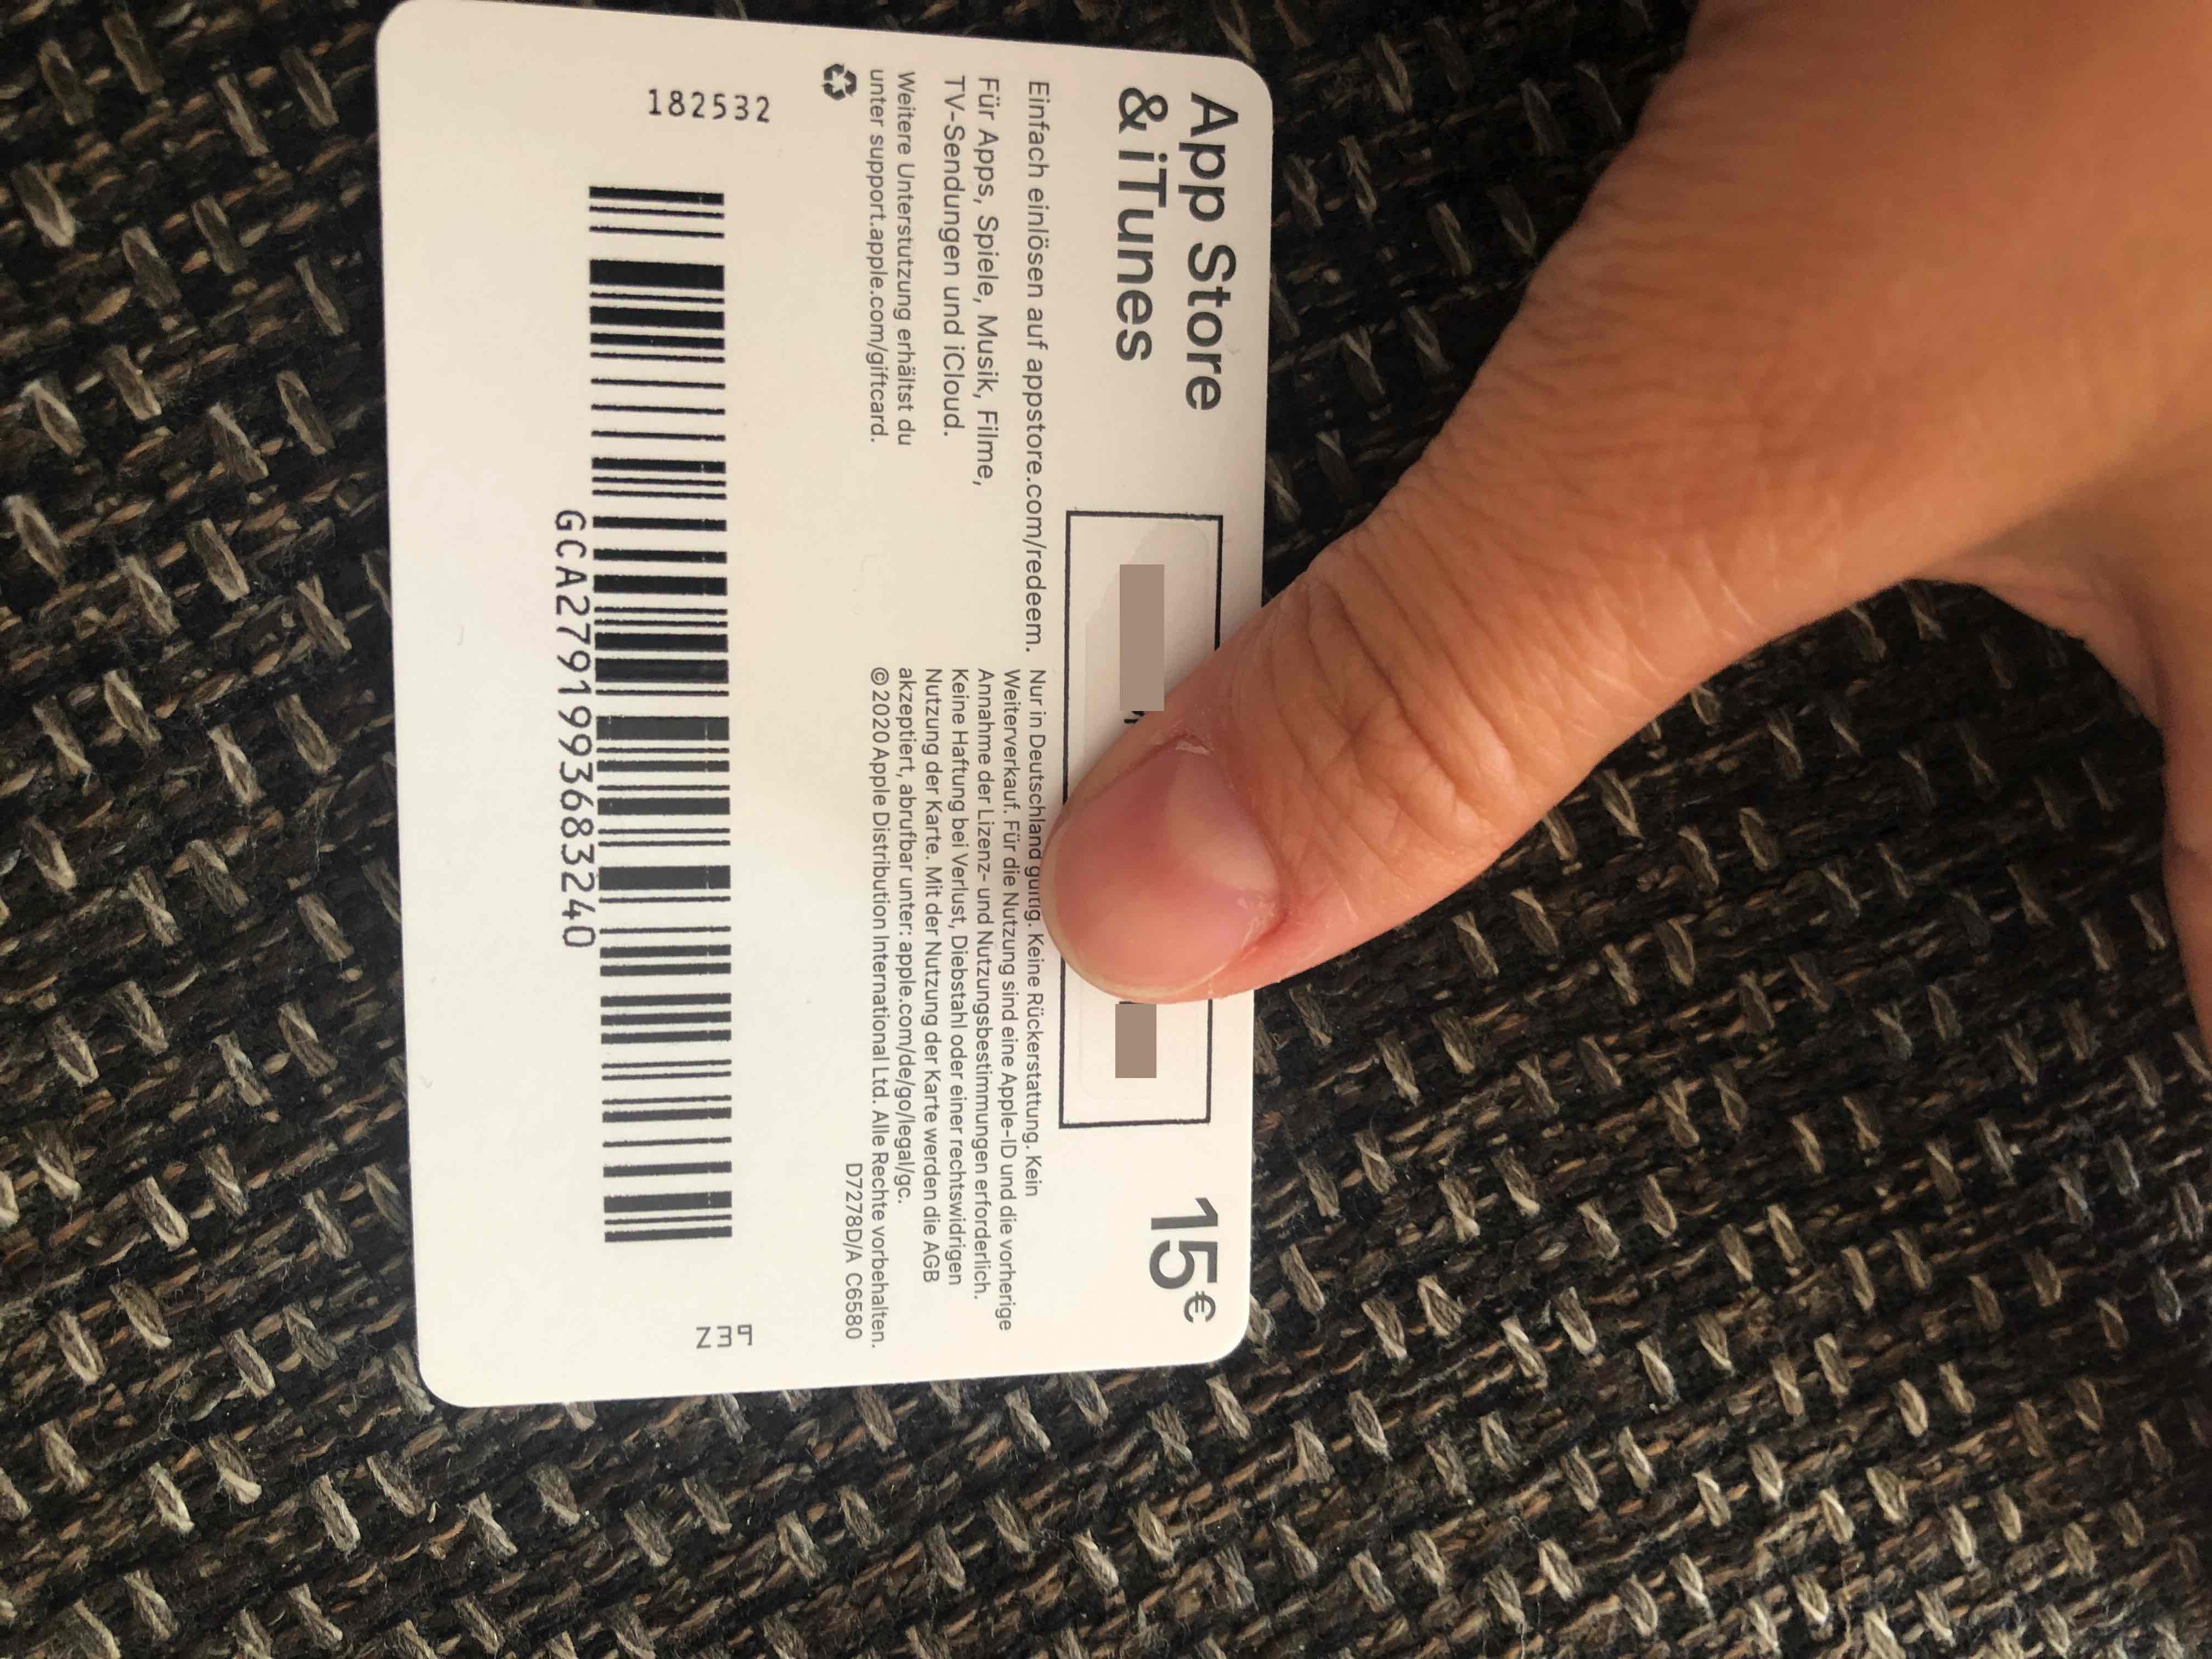 App Store
& iTunes
15€
Einfach einlösen auf appstore.com/redeem.
Für Apps, Spiele, Musik, Filme,
TV-Sendungen und iCloud.
Weitere Unterstutzung erhältst du
unter support.apple.com/giftcard.
Nur in Deutschland gültig. Keine Rückerstattung. Kein
Weiterverkauf. Für die Nutzung sind eine Apple-ID und die vorherige
Annahme der Lizenz- und Nutzungsbestimmungen erforderlich.
Keine Haftung bei Verlust, Diebstahl oder einer rechtswidrigen
Nutzung der Karte. Mit der Nutzung der Karte werden die AGB
akzeptiert, abrufbar unter: apple.com/de/go/legal/gc.
©2020 Apple Distribution International Ltd. Alle Rechte vorbehalten.
D7278D/A C6580
182532
GCA2791993683240